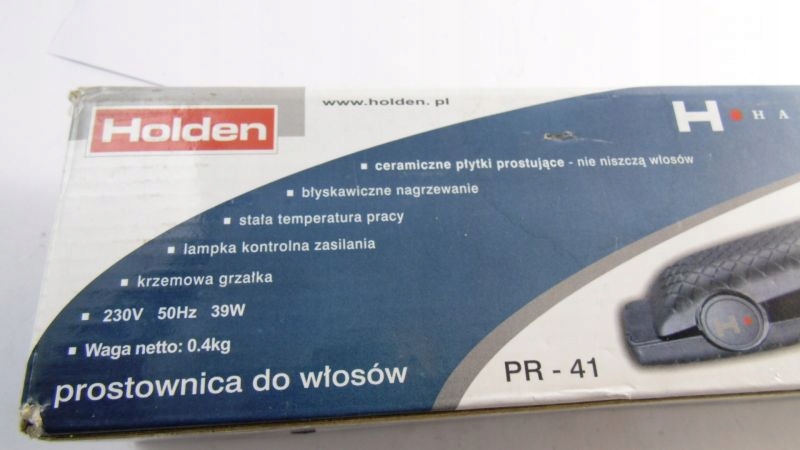 Holden
www.holden.pl
H HA
ceramiczne płytki prostujące - nie niszczą włosów
błyskawiczne nagrzewanie
stała temperatura pracy
lampka kontrolna zasilania
krzemowa grzałka
230V 50Hz 39W
Waga netto: 0.4kg
prostownica do włosów
PR - 41
H